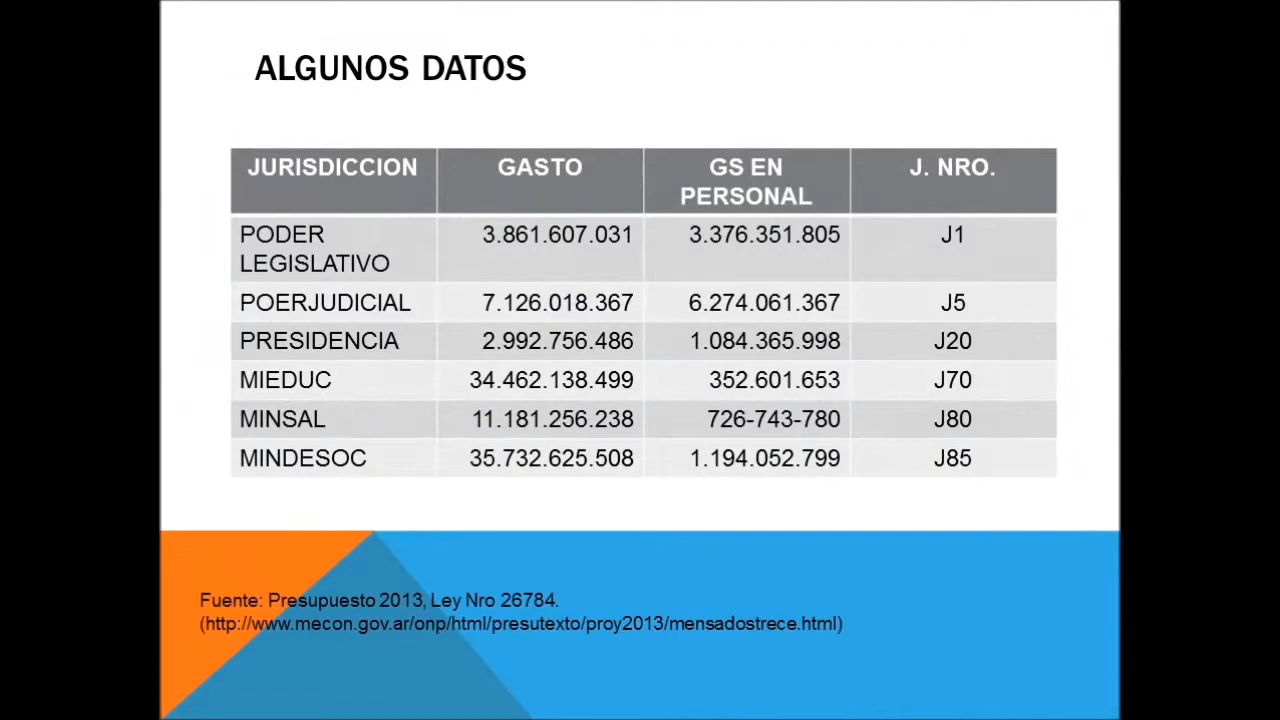 ALGUNOS DATOS
JURISDICCION GASTO GS EN PERSONAL J. NRO.
PODER LEGISLATIVO 3.861.607.031 3.376.351.805 J1
POERJUDICIAL 7.126.018.367 6.274.061.367 J5
PRESIDENCIA 2.992.756.486 1.084.365.998 J20
MIEDUC 34.462.138.499 352.601.653 J70
MINSAL 11.181.256.238 726-743-780 J80
MINDESOC 35.732.625.508 1.194.052.799 J85
Fuente: Presupuesto 2013, Ley Nro 26784.
(http://www.mecon.gov.ar/onp/html/presutexto/proy2013/mensadostrece.html)